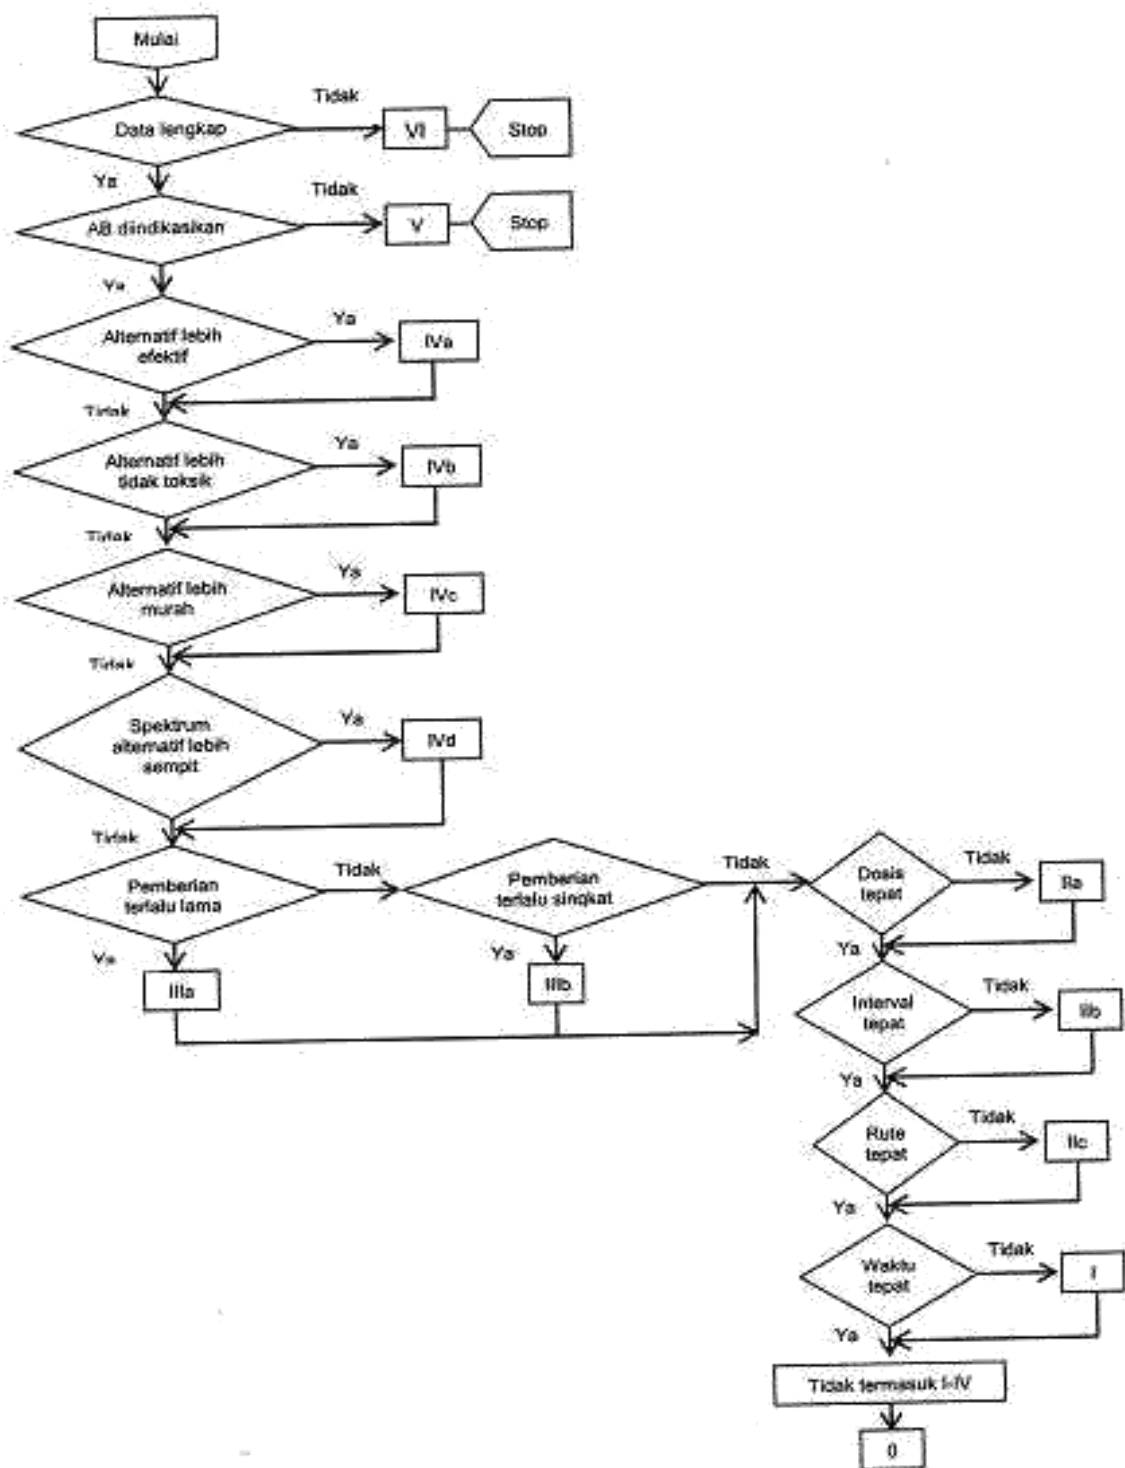 Mulai
Tidak
Data lengkap
VI
Stop
Ya
Tidak
AB diindikasikan
V
Stop
Ya
Alternatif lebih
efektif
Ya
IVa
Tidak
Alternatif lebih
tidak toksik
Ya
IVb
Tidak
Alternatif lebih
murah
Ya
IVc
Tidak
Spektrum
alternatif lebih
sempit
Ya
IVd
Tidak
Pemberian
terlalu lama
Tidak
Pemberian
terlalu singkat
Tidak
Dosis
tepat
Tidak
IIa
Ya
IIIa
Ya
IIIb
Ya
Interval
tepat
Tidak
IIb
Ya
Rute
tepat
Tidak
IIc
Ya
Waktu
tepat
Tidak
I
Ya
Tidak termasuk I-IV
0